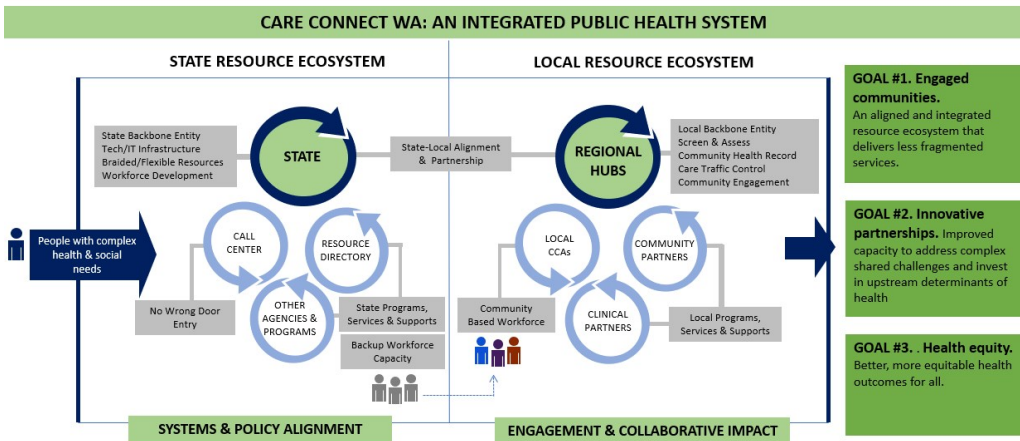 CARE CONNECT WA: AN INTEGRATED PUBLIC HEALTH SYSTEM
STATE RESOURCE ECOSYSTEM
LOCAL RESOURCE ECOSYSTEM
State Backbone Entity
Tech/IT Infrastructure
Braided/Flexible Resources
Workforce Development
STATE
State-Local Alignment
& Partnership
REGIONAL
HUBS
Local Backbone Entity
Screen & Assess
Community Health Record
Care Traffic Control
Community Engagement
People with complex
health & social
needs
CALL
CENTER
RESOURCE
DIRECTORY
OTHER
AGENCIES &
PROGRAMS
No Wrong Door
Entry
State Programs,
Services & Supports
Backup Workforce
Capacity
LOCAL
CCAs
COMMUNITY
PARTNERS
CLINICAL
PARTNERS
Community
Based Workforce
Local Programs,
Services & Supports
SYSTEMS & POLICY ALIGNMENT
ENGAGEMENT & COLLABORATIVE IMPACT
GOAL #1. Engaged
communities.
An aligned and integrated
resource ecosystem that
delivers less fragmented
services.
GOAL #2. Innovative
partnerships. Improved
capacity to address complex
shared challenges and invest
in upstream determinants of
health
GOAL #3. . Health equity.
Better, more equitable health
outcomes for all.